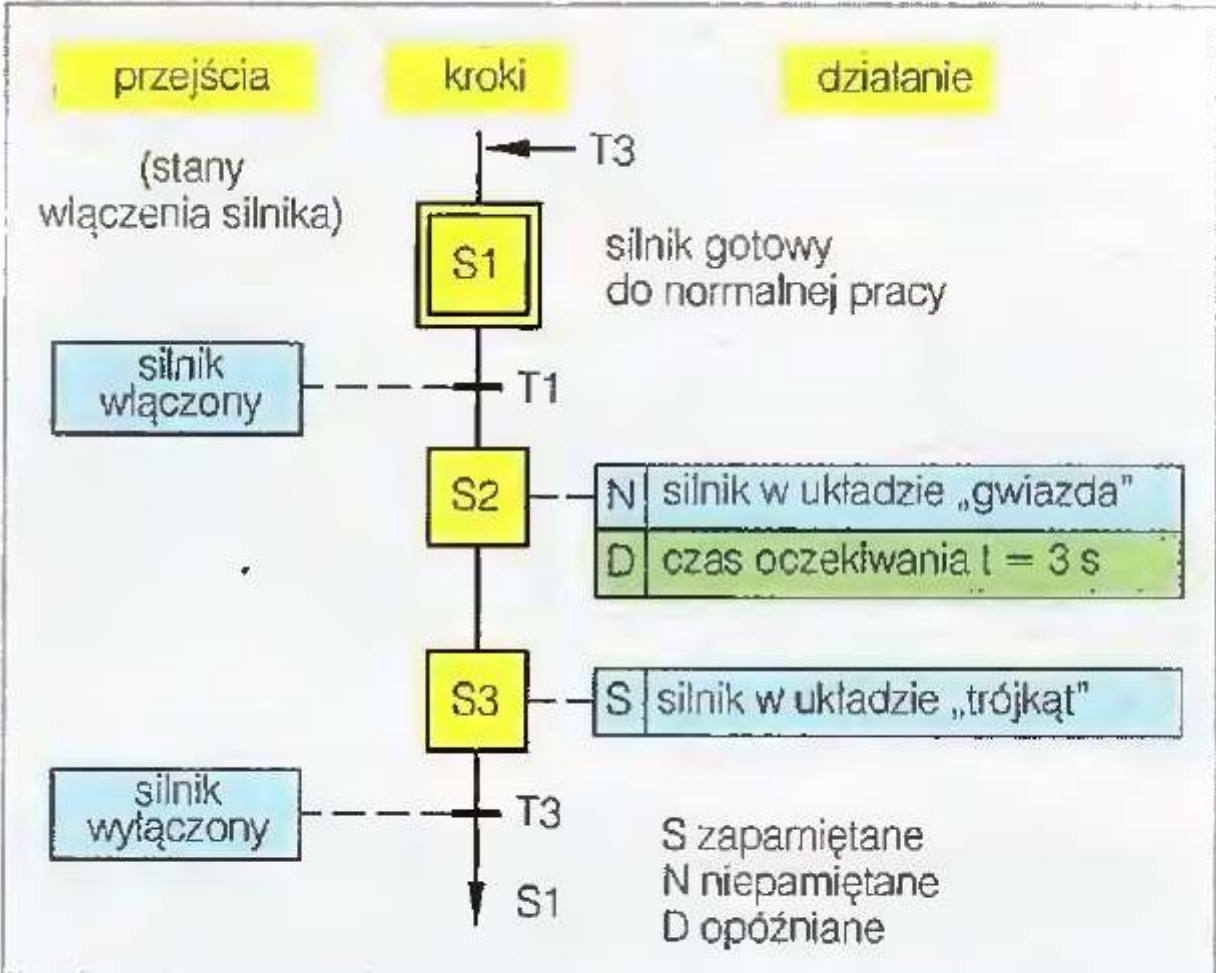 przejścia kroki działanie
T3
(stany
włączenia silnika)
S1
silnik gotowy
do normalnej pracy
silnik
włączony
T1
S2
N silnik w układzie „gwiazda”
D czas oczekiwania t = 3 s
S3
S silnik w układzie „trójkąt”
silnik
wyłączony
T3
S1
S zapamiętane
N niepamiętane
D opóźniane